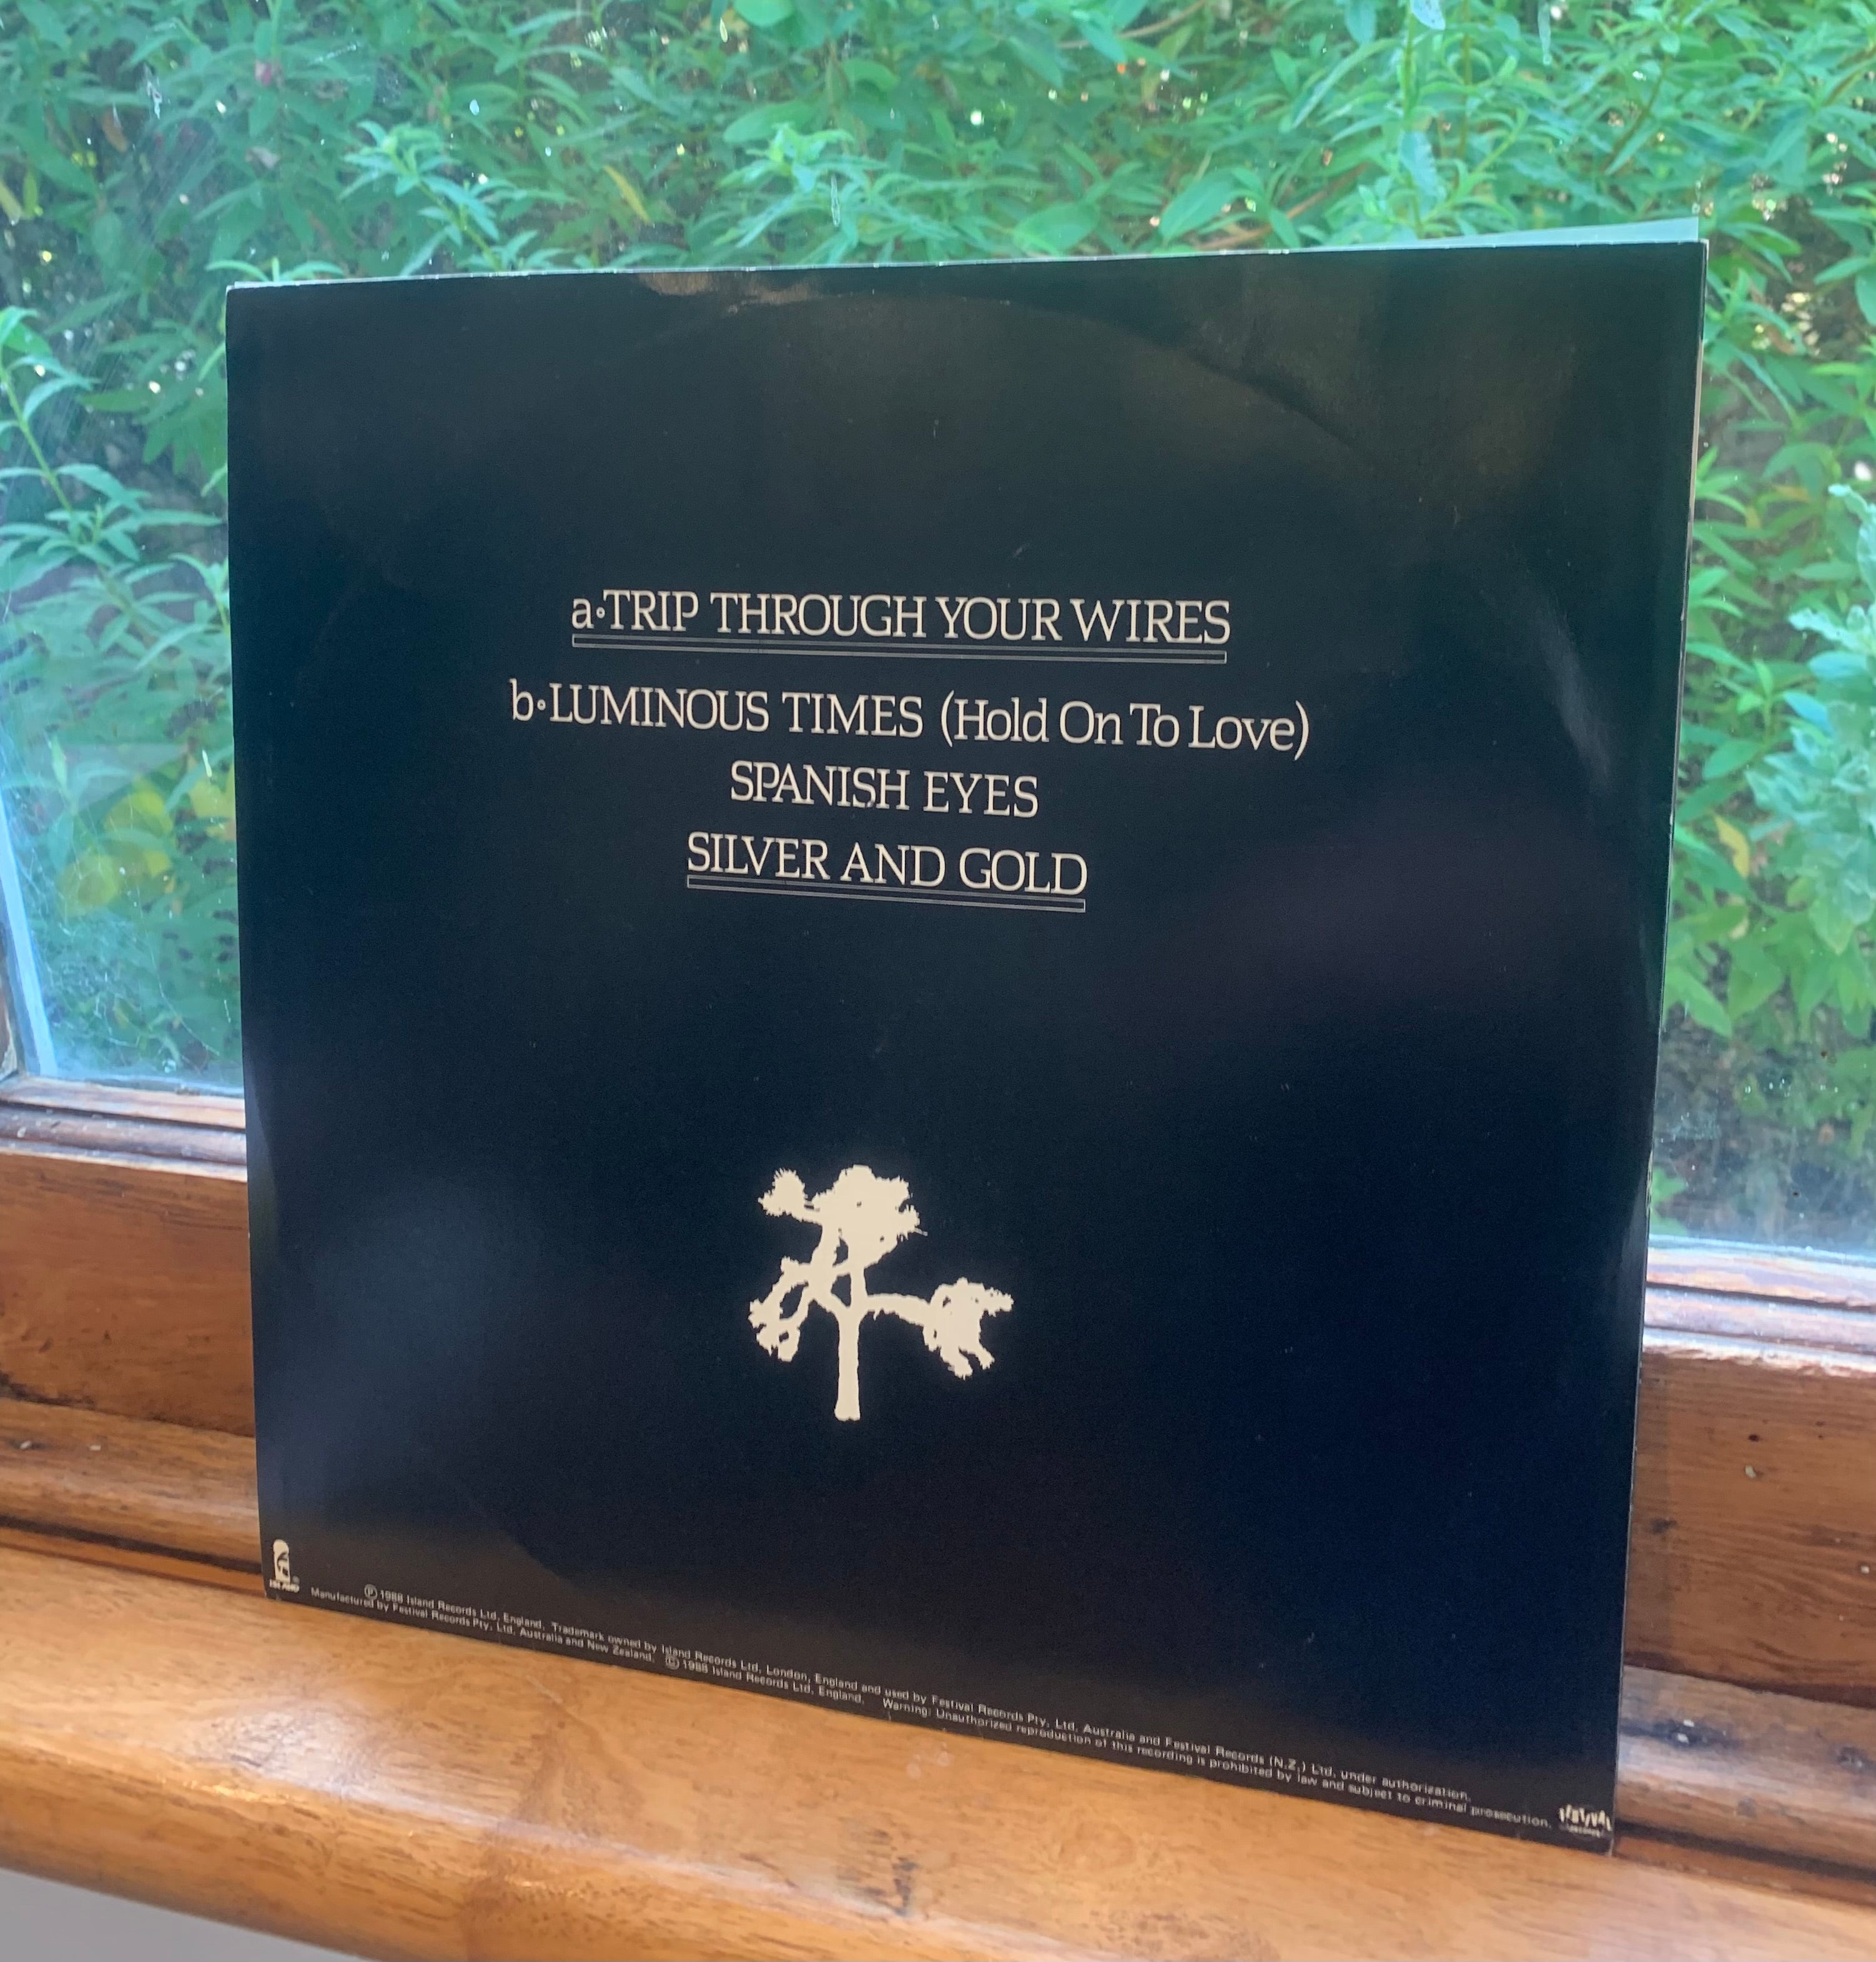 a•TRIP THROUGH YOUR WIRES
b•LUMINOUS TIMES (Hold On To Love)
SPANISH EYES
SILVER AND GOLD
ISLAND
Ⓟ 1988 Island Records Ltd, England. Trademark owned by Island Records Ltd, London, England and used by Festival Records Pty, Ltd, Australia and Festival Records (N.Z.) Ltd, under authorization.
Manufactured by Festival Records Pty, Ltd, Australia and New Zealand. © 1988 Island Records Ltd, England. Warning: Unauthorized reproduction of this recording is prohibited by law and subject to criminal prosecution.
FESTIVAL